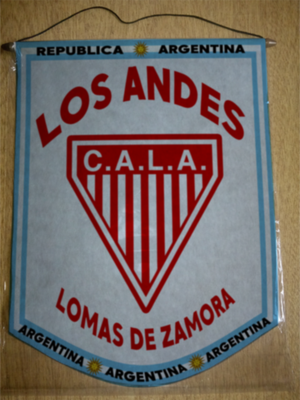 REPUBLICA ARGENTINA
LOS ANDES
C.A.L.A.
LOMAS DE ZAMORA
ARGENTINA ARGENTINA ARGENTINA